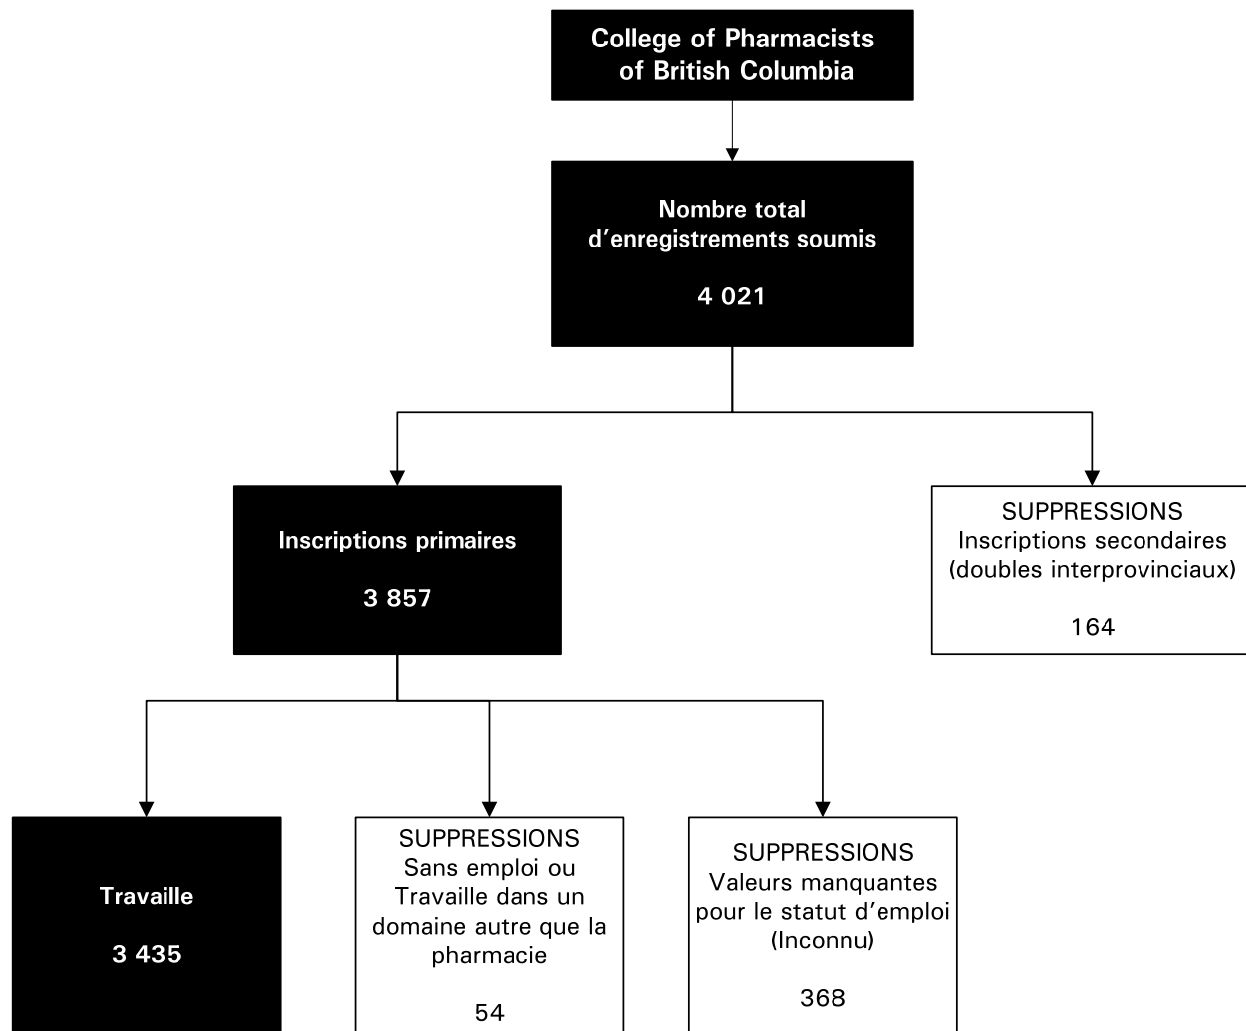 College of Pharmacists
of British Columbia
Nombre total
d’enregistrements soumis
4 021
Inscriptions primaires
3 857
SUPPRESSIONS
Inscriptions secondaires
(doubles interprovinciaux)
164
Travaille
3 435
SUPPRESSIONS
Sans emploi ou
Travaille dans un
domaine autre que la
pharmacie
54
SUPPRESSIONS
Valeurs manquantes
pour le statut d’emploi
(Inconnu)
368